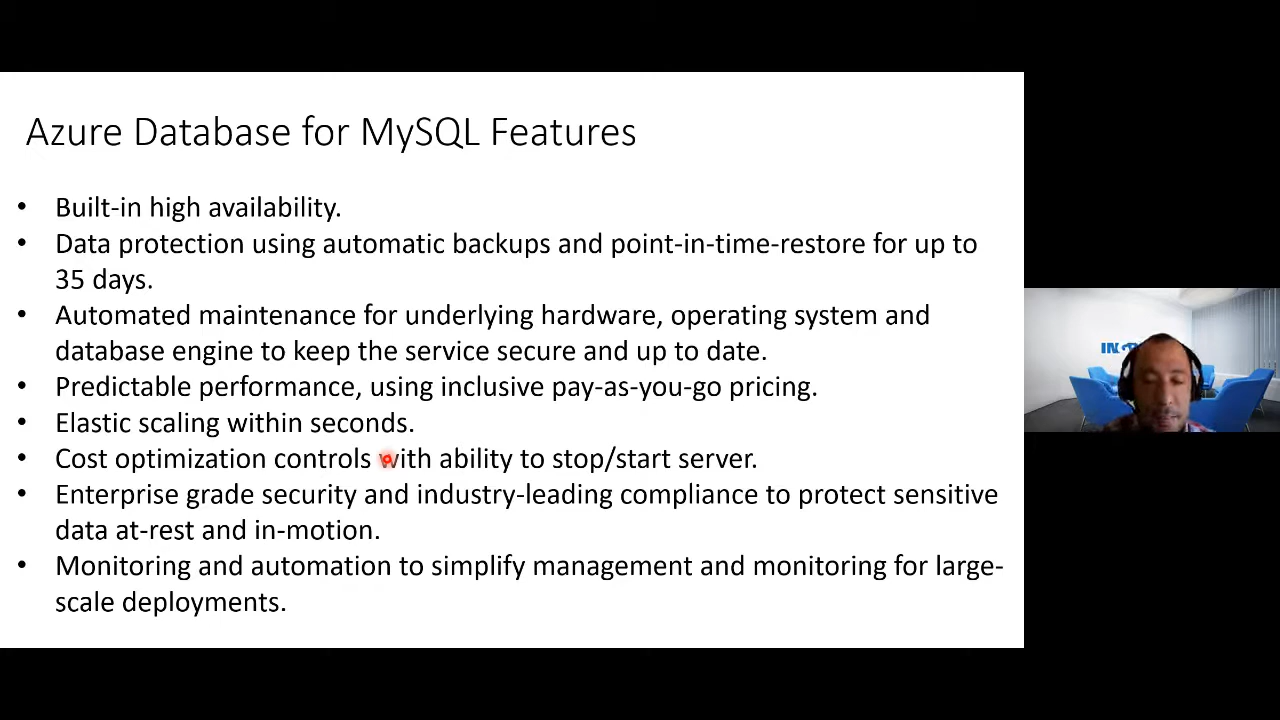 Azure Database for MySQL Features
• Built-in high availability.
• Data protection using automatic backups and point-in-time-restore for up to
35 days.
• Automated maintenance for underlying hardware, operating system and
database engine to keep the service secure and up to date.
• Predictable performance, using inclusive pay-as-you-go pricing.
• Elastic scaling within seconds.
• Cost optimization controls with ability to stop/start server.
• Enterprise grade security and industry-leading compliance to protect sensitive
data at-rest and in-motion.
• Monitoring and automation to simplify management and monitoring for large-
scale deployments.